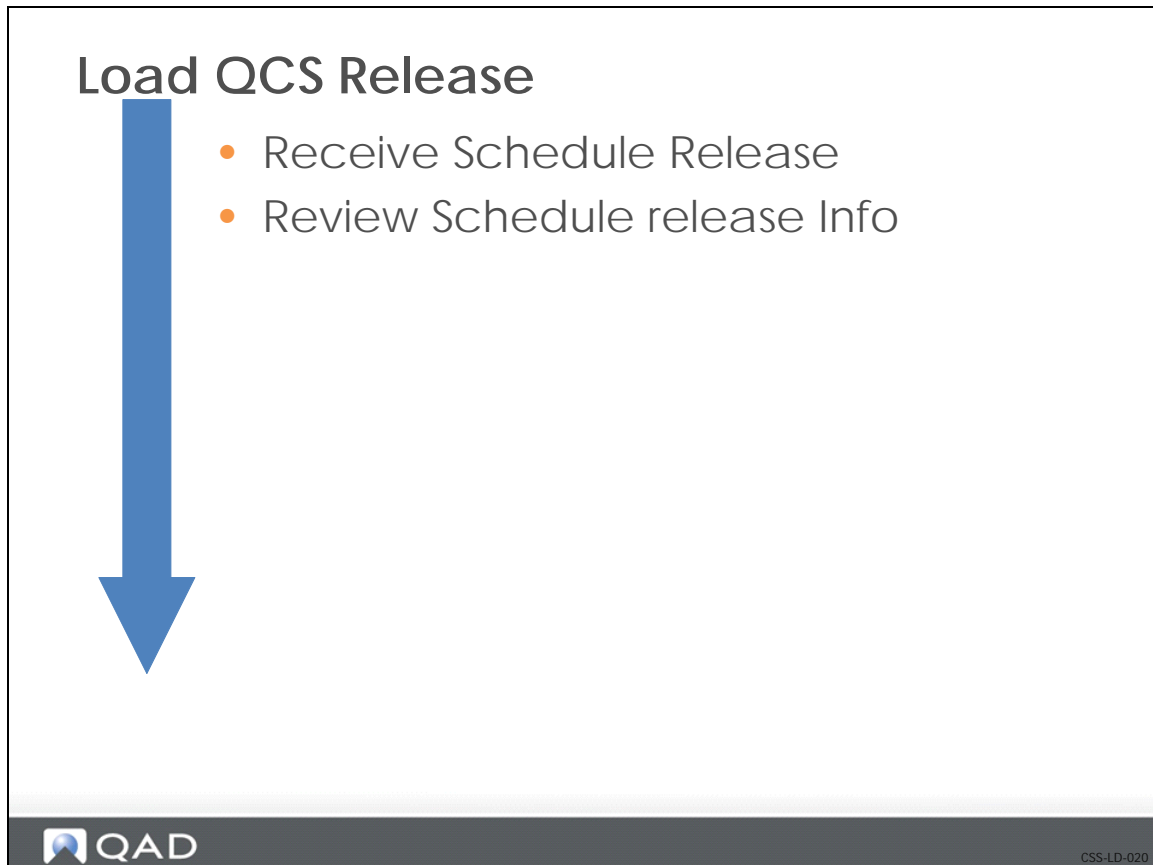 Load QCS Release
• Receive Schedule Release
• Review Schedule release Info
QAD
CSS-LD-020